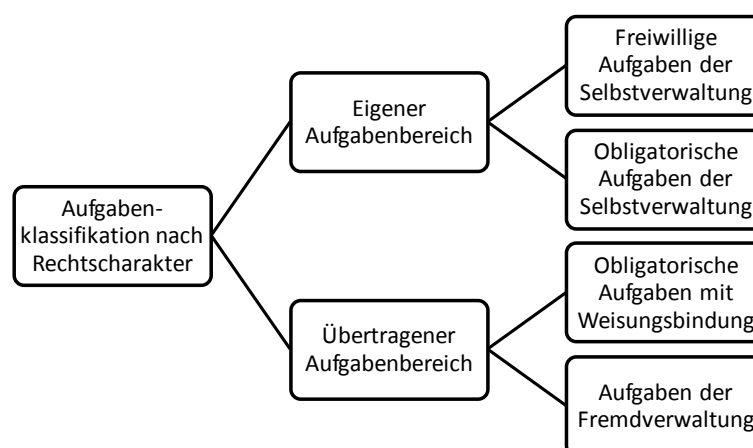 Aufgaben-
klassifikation nach
Rechtscharakter
Eigener
Aufgabenbereich
Freiwillige
Aufgaben der
Selbstverwaltung
Obligatorische
Aufgaben der
Selbstverwaltung
Übertragener
Aufgabenbereich
Obligatorische
Aufgaben mit
Weisungsbindung
Aufgaben der
Fremdverwaltung